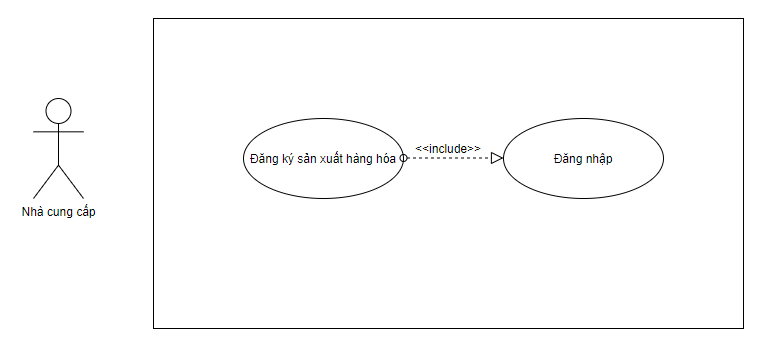 <<include>>
Đăng ký sản xuất hàng hóa
Đăng nhập
Nhà cung cấp